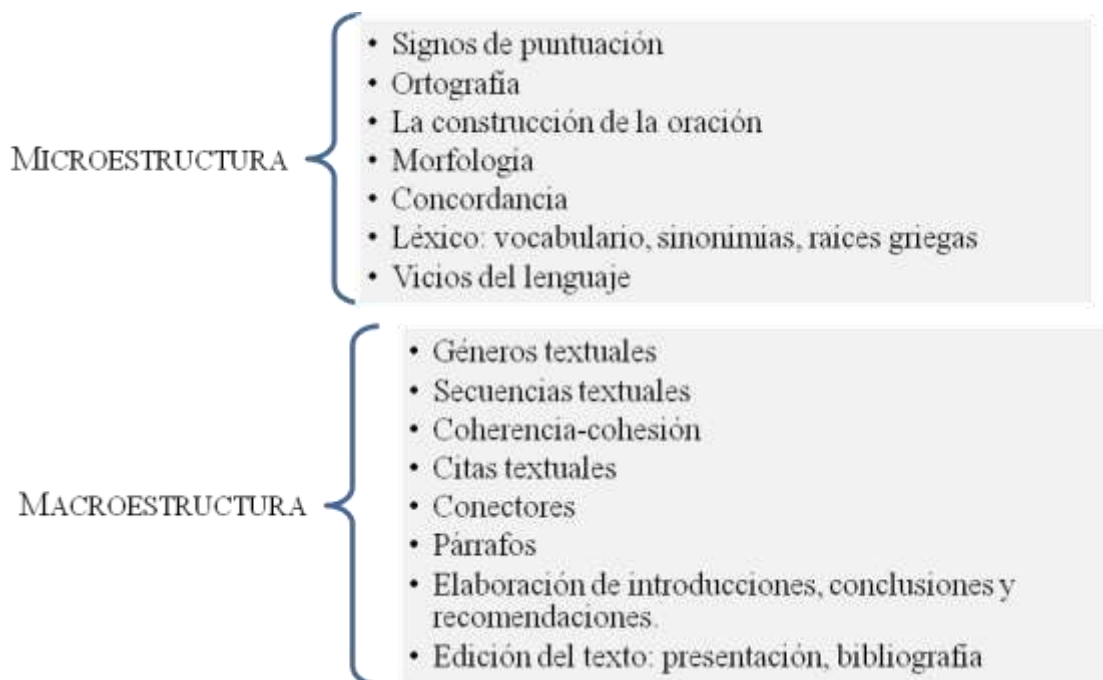 MICROESTRUCTURA
• Signos de puntuación
• Ortografía
• La construcción de la oración
• Morfología
• Concordancia
• Léxico: vocabulario, sinonimias, raíces griegas
• Vicios del lenguaje
MACROESTRUCTURA
• Géneros textuales
• Secuencias textuales
• Coherencia-cohesión
• Citas textuales
• Conectores
• Párrafos
• Elaboración de introducciones, conclusiones y
recomendaciones.
• Edición del texto: presentación, bibliografía